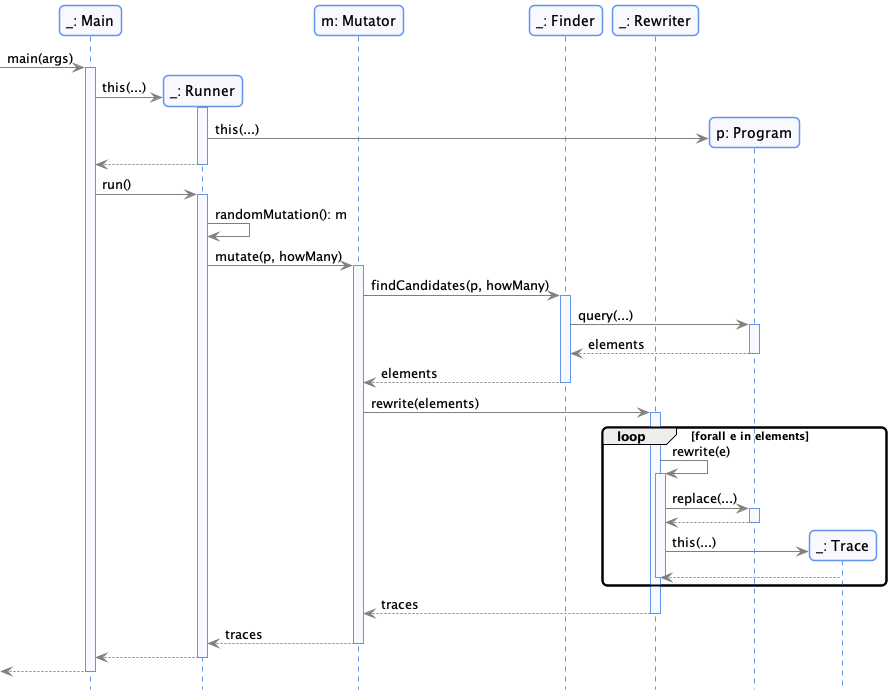 _: Main
m: Mutator
_: Finder
_: Rewriter
main(args)
this(...)
_: Runner
this(...)
p: Program
run()
randomMutation(): m
mutate(p, howMany)
findCandidates(p, howMany)
query(...)
elements
elements
rewrite(elements)
loop
[forall e in elements]
rewrite(e)
replace(...)
this(...)
_: Trace
traces
traces